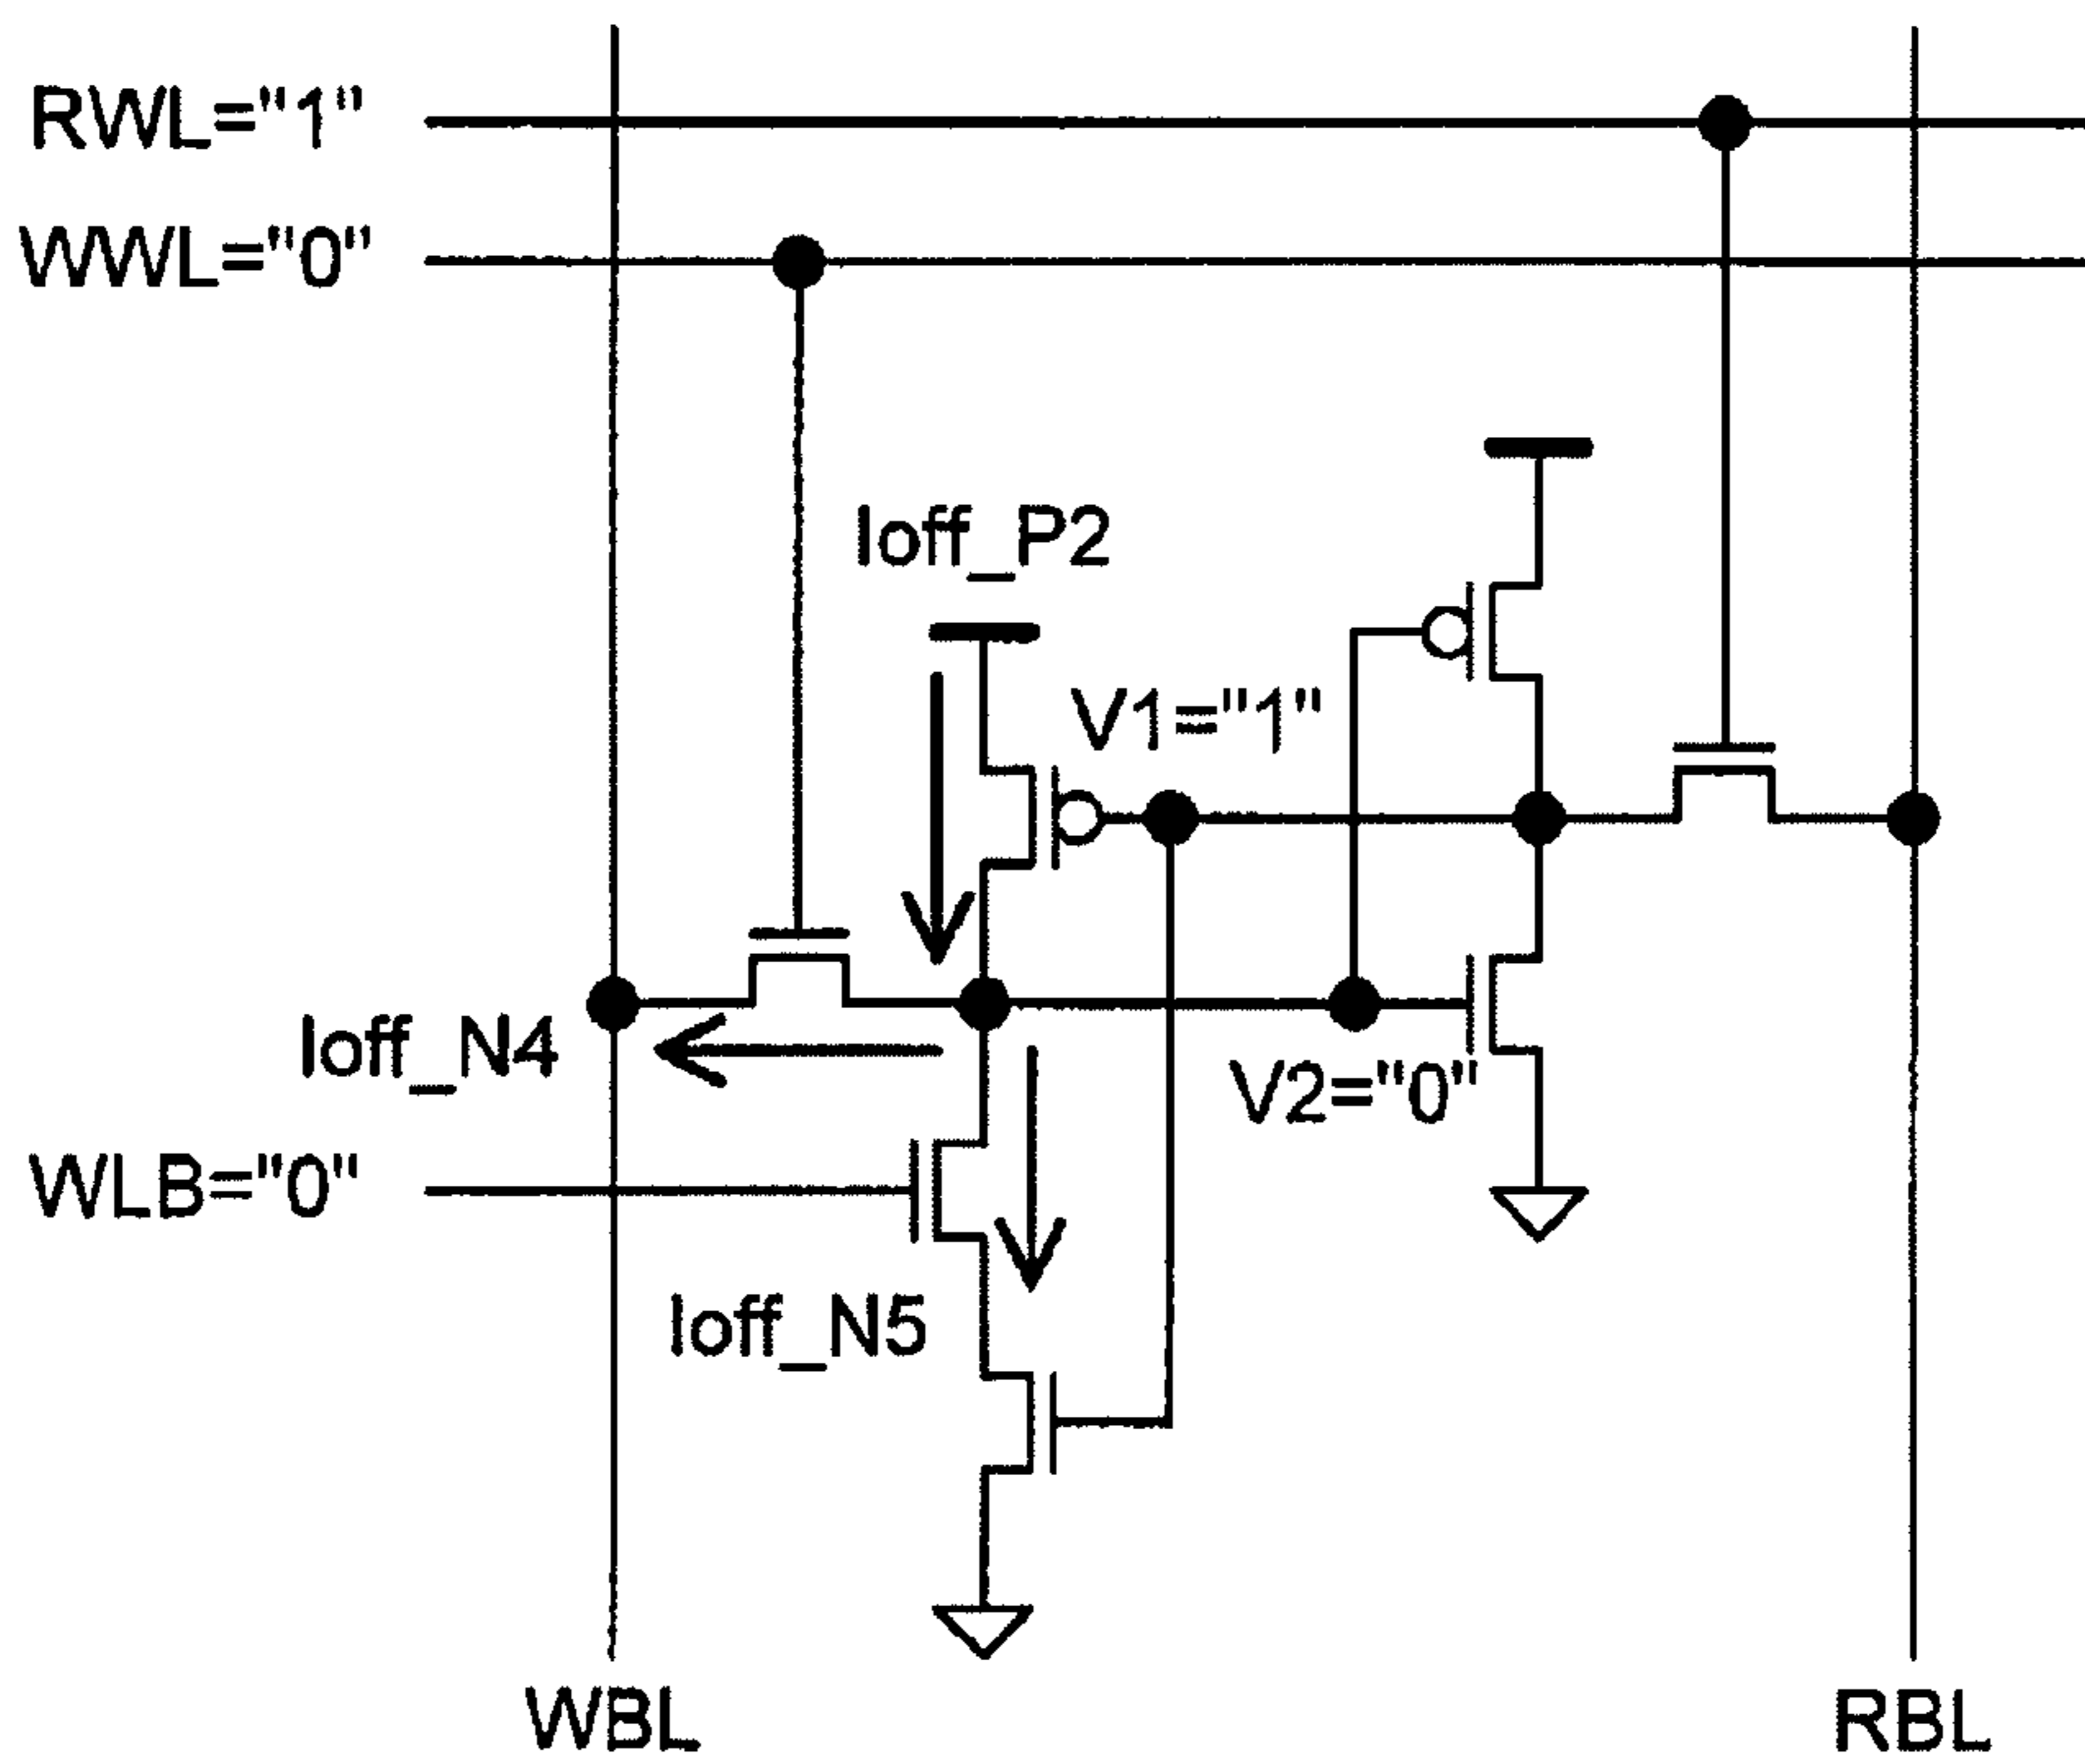 RWL="1"
WWL="0"
Ioff_P2
V1="1"
Ioff_N4
V2="0"
WLB="0"
Ioff_N5
WBL
RBL